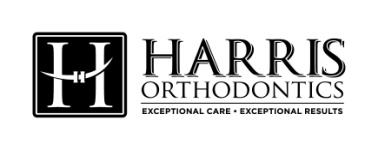 H
HARRIS
ORTHODONTICS
EXCEPTIONAL CARE • EXCEPTIONAL RESULTS